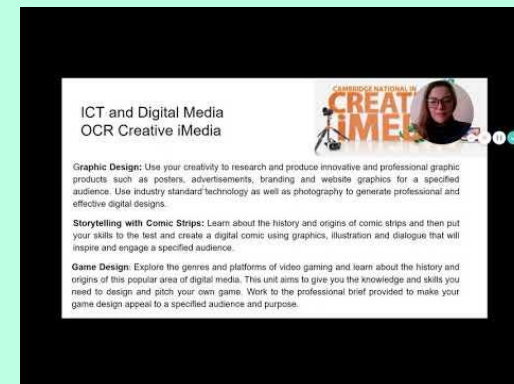 ICT and Digital Media
OCR Creative iMedia
CAMBRIDGE NATIONAL IN
Graphic Design: Use your creativity to research and produce innovative and professional graphic
products such as posters, advertisements, branding and website graphics for a specified
audience. Use industry standard technology as well as photography to generate professional and
effective digital designs.
Storytelling with Comic Strips: Learn about the history and origins of comic strips and then put
your skills to the test and create a digital comic using graphics, illustration and dialogue that will
inspire and engage a specified audience.
Game Design: Explore the genres and platforms of video gaming and learn about the history and
origins of this popular area of digital media. This unit aims to give you the knowledge and skills you
need to design and pitch your own game. Work to the professional brief provided to make your
game design appeal to a specified audience and purpose.